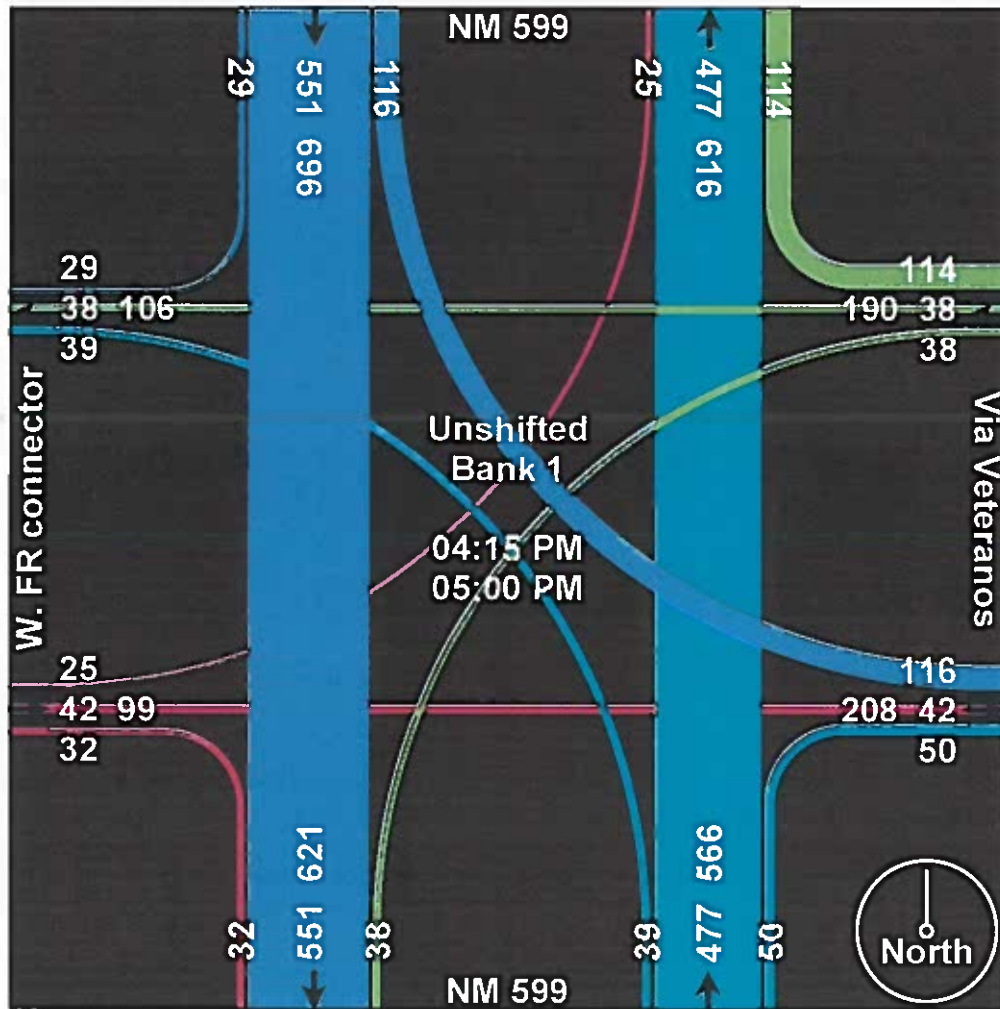 NM 599
29
551 696
116
25
477 616
114
29
38 106
39
114
190 38
38
Unshifted
Bank 1
04:15 PM
05:00 PM
W. FR connector
Via Veteranos
25
42 99
32
116
208 42
50
32
551 621
38
39
477 566
50
NM 599
North